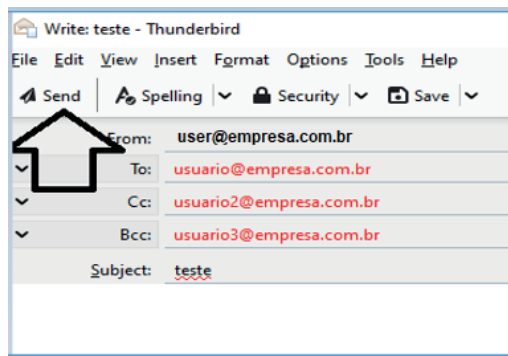 Write: teste - Thunderbird
File Edit View Insert Format Options Tools Help
Send Spelling Security Save
From: user@empresa.com.br
To: usuario@empresa.com.br
Cc: usuario2@empresa.com.br
Bcc: usuario3@empresa.com.br
Subject: teste